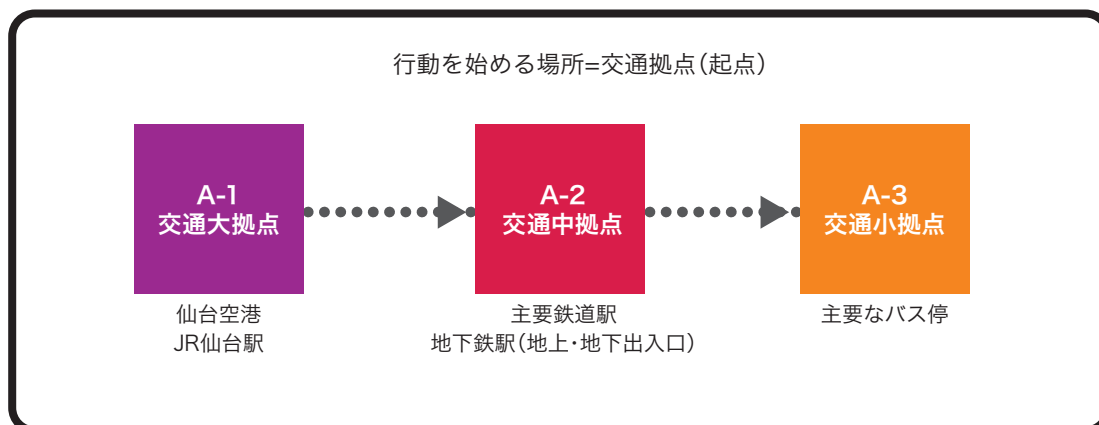 行動を始める場所=交通拠点(起点)
A-1
交通大拠点
A-2
交通中拠点
A-3
交通小拠点
仙台空港
JR仙台駅
主要鉄道駅
地下鉄駅(地上・地下出入口)
主要なバス停